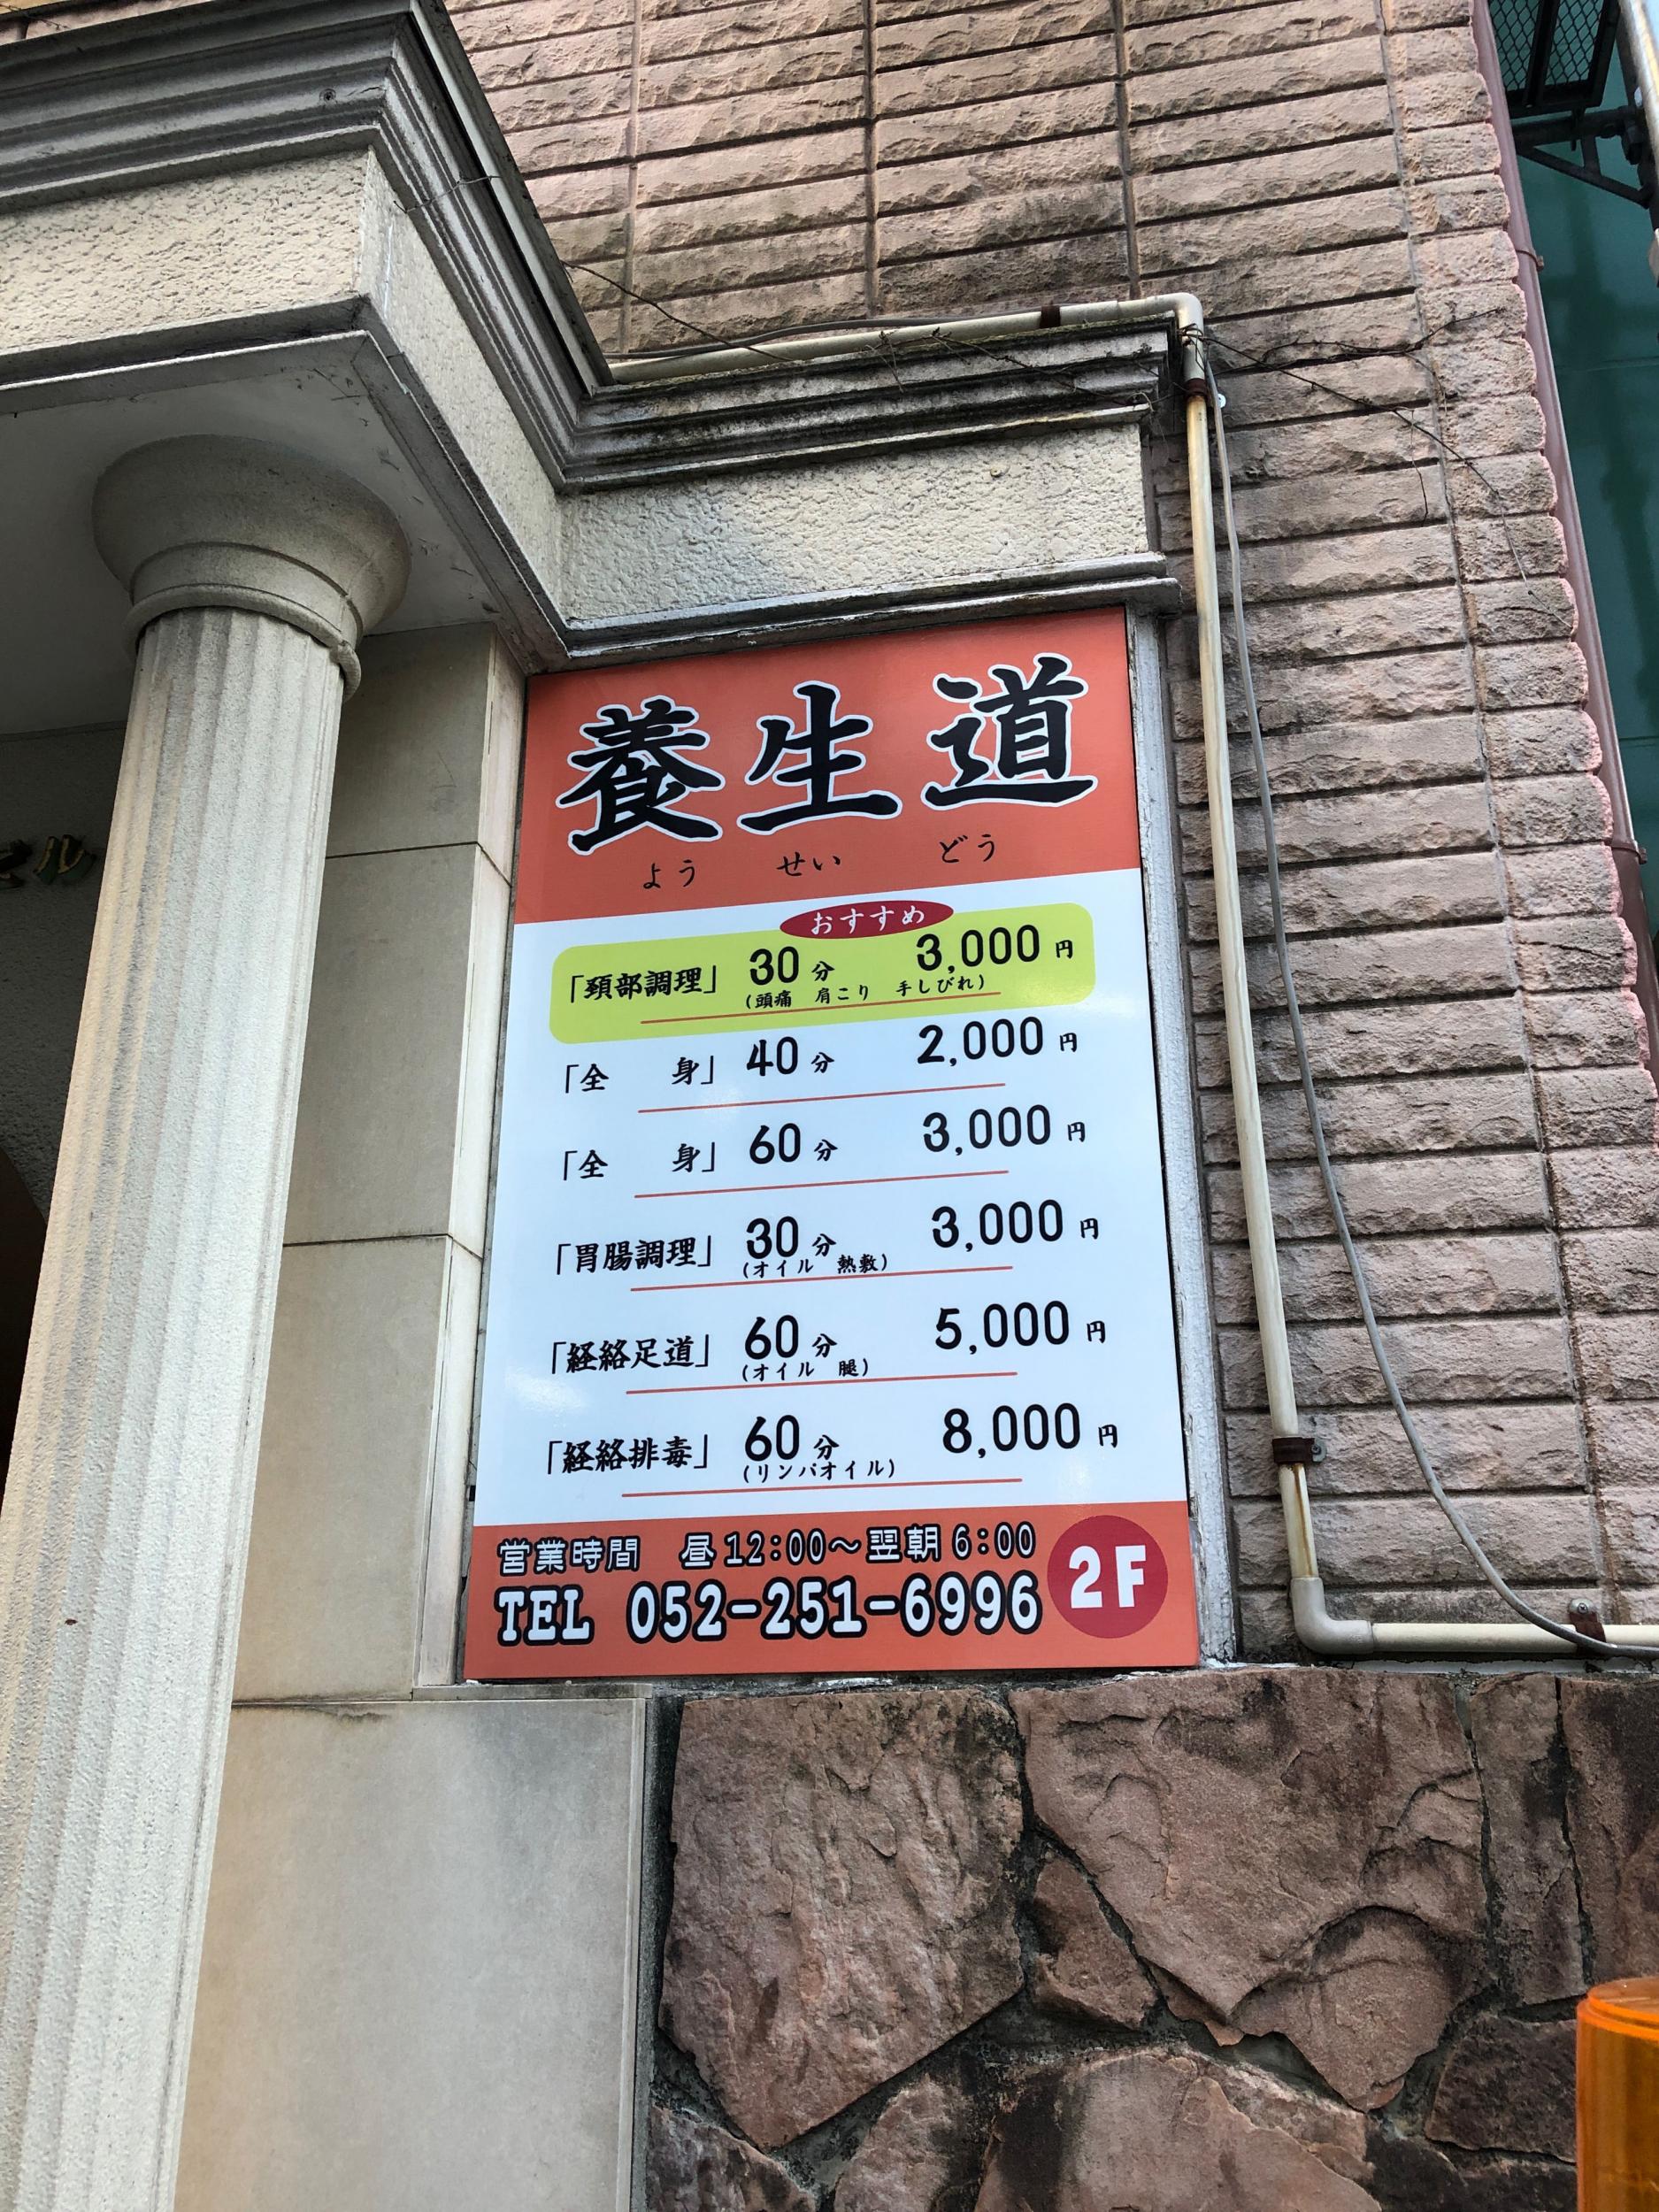 養生道
よう せい どう
おすすめ
「頚部調理」 30分 3,000円
(頭痛 肩こり 手しびれ)
「全 身」 40分 2,000円
「全 身」 60分 3,000円
「胃腸調理」 30分 3,000円
(オイル 熱敷)
「経絡足道」 60分 5,000円
(オイル 腿)
「経絡排毒」 60分 8,000円
(リンパオイル)
営業時間 昼12:00～翌朝6:00
TEL 052-251-6996
2F